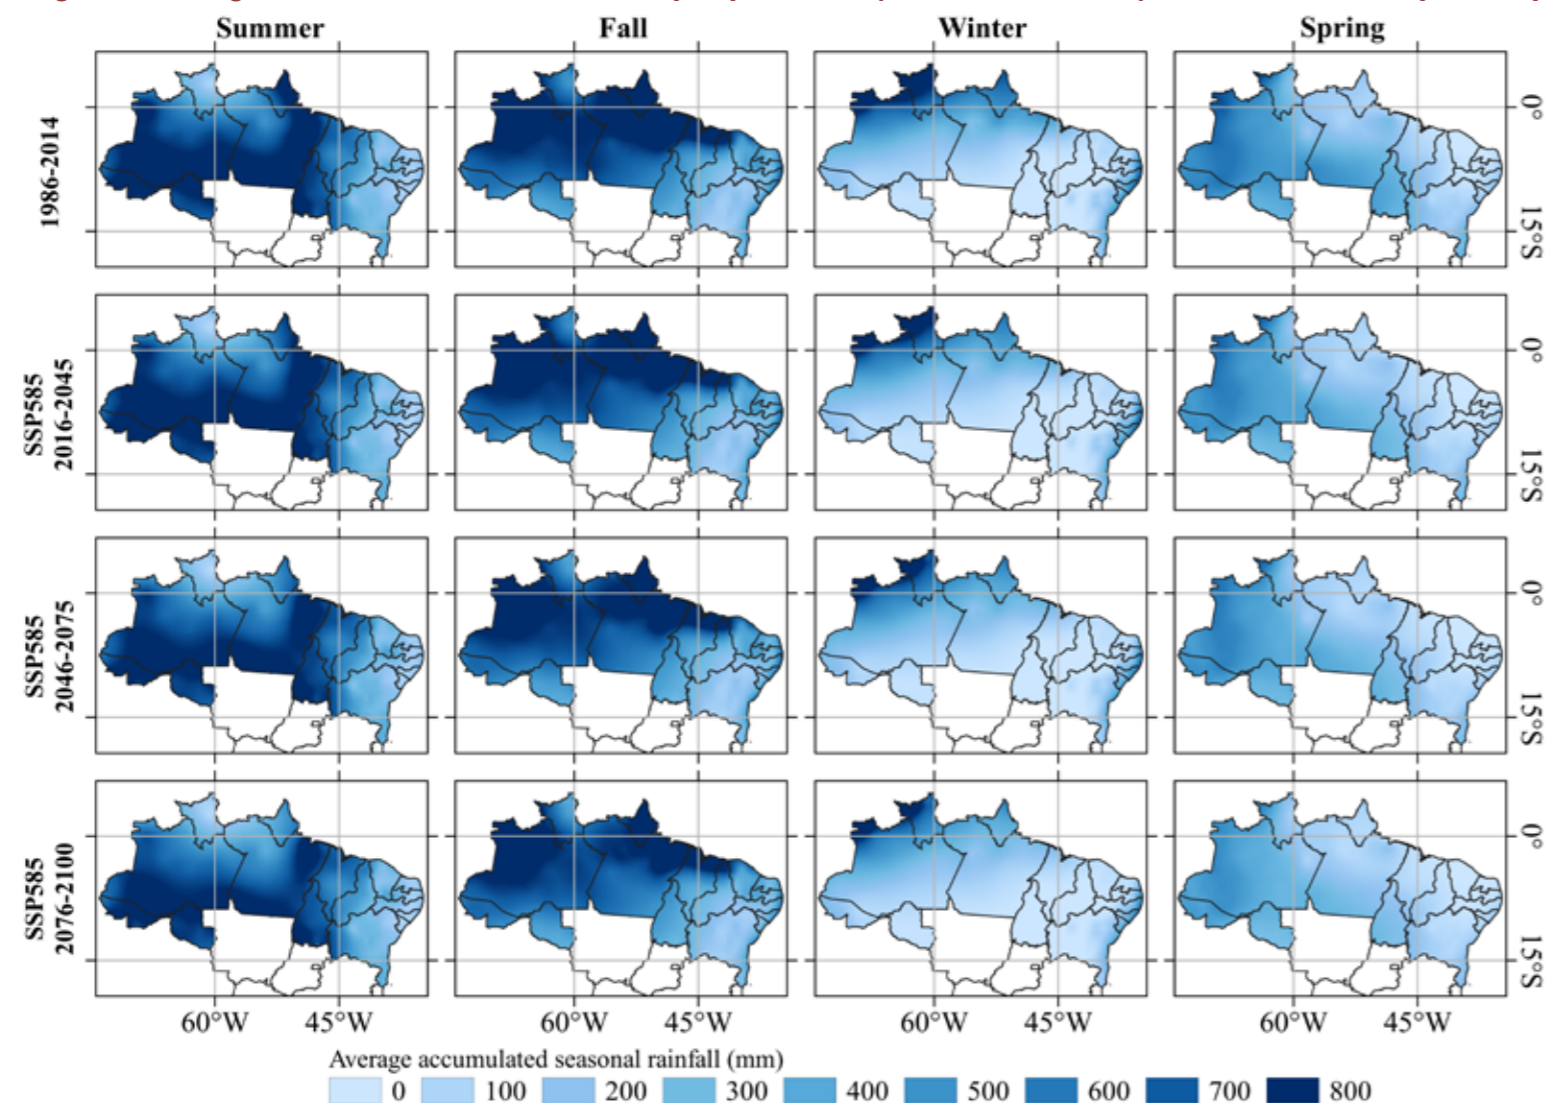 Summer Fall Winter Spring
1986-2014
0°
15°S
SSP585
2016-2045
0°
15°S
SSP585
2046-2075
0°
15°S
SSP585
2076-2100
0°
15°S
60°W 45°W 60°W 45°W 60°W 45°W 60°W 45°W
Average accumulated seasonal rainfall (mm)
0 100 200 300 400 500 600 700 800